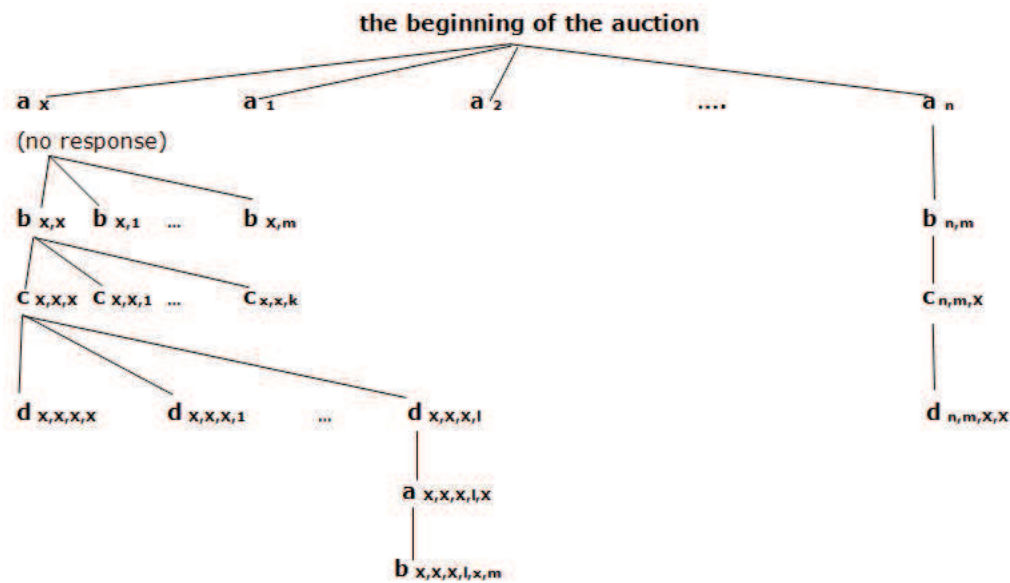 the beginning of the auction
a x a 1 a 2 .... a n
(no response)
b x,x b x,1 ... b x,m b n,m
c x,x,x c x,x,1 ... c x,x,k c n,m,x
d x,x,x,x d x,x,x,1 ... d x,x,x,l d n,m,x,x
a x,x,x,l,x
b x,x,x,l,x,m